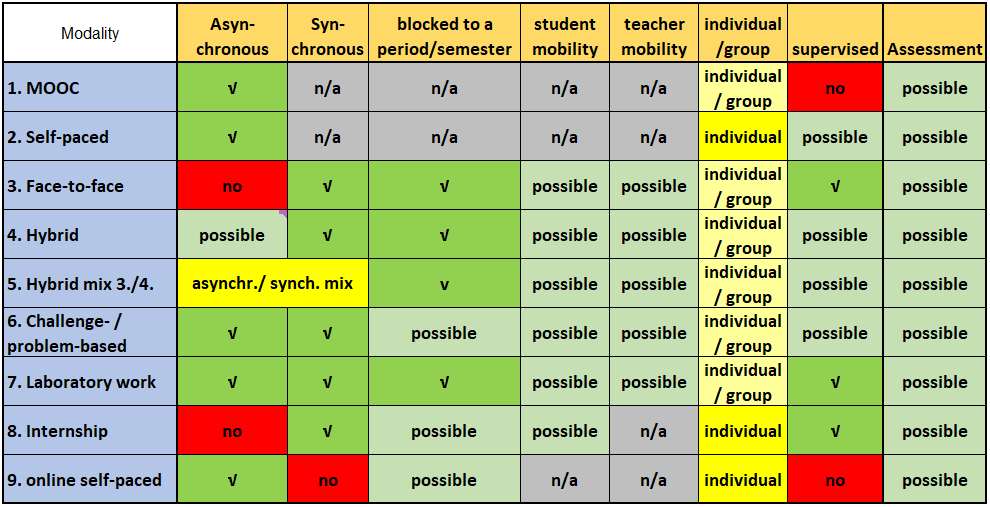 Modality Asyn-chronous Syn-chronous blocked to a period/semester student mobility teacher mobility individual /group supervised Assessment
1. MOOC √ n/a n/a n/a n/a individual / group no possible
2. Self-paced √ n/a n/a n/a n/a individual possible possible
3. Face-to-face no √ √ possible possible individual / group √ possible
4. Hybrid possible √ √ possible possible individual / group possible possible
5. Hybrid mix 3./4. asynchr./ synch. mix v possible possible individual / group possible possible
6. Challenge- / problem-based √ √ possible possible possible individual / group possible possible
7. Laboratory work √ √ √ possible possible individual / group √ possible
8. Internship no √ possible possible n/a individual √ possible
9. online self-paced √ no possible n/a n/a individual no possible